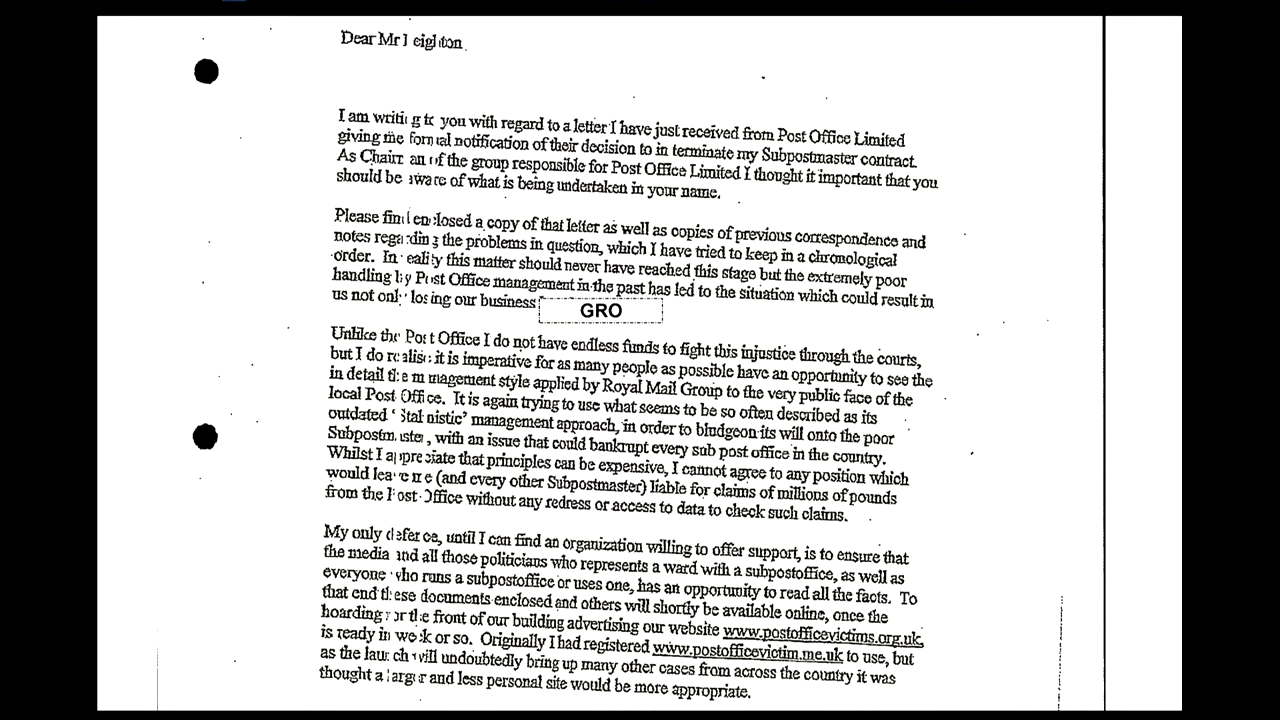 Dear Mr Leighton
I am writing to you with regard to a letter I have just received from Post Office Limited
giving me formal notification of their decision to in terminate my Subpostmaster contract.
As Chairman of the group responsible for Post Office Limited I thought it important that you
should be aware of what is being undertaken in your name.
Please find enclosed a copy of that letter as well as copies of previous correspondence and
notes regarding the problems in question, which I have tried to keep in a chronological
order. In reality this matter should never have reached this stage but the extremely poor
handling by Post Office management in the past has led to the situation which could result in
us not only losing our business
GRO
Unlike the Post Office I do not have endless funds to fight this injustice through the courts,
but I do realise it is imperative for as many people as possible have an opportunity to see the
in detail the management style applied by Royal Mail Group to the very public face of the
local Post Office. It is again trying to use what seems to be so often described as its
outdated ‘Stalinistic’ management approach, in order to bludgeon its will onto the poor
Subpostmaster, with an issue that could bankrupt every sub post office in the country.
Whilst I appreciate that principles can be expensive, I cannot agree to any position which
would leave me (and every other Subpostmaster) liable for claims of millions of pounds
from the Post Office without any redress or access to data to check such claims.
My only defence, until I can find an organization willing to offer support, is to ensure that
the media and all those politicians who represents a ward with a subpostoffice, as well as
everyone who runs a subpostoffice or uses one, has an opportunity to read all the facts. To
that end these documents enclosed and others will shortly be available online, once the
hoarding for the front of our building advertising our website www.postofficevictims.org.uk,
is ready in week or so. Originally I had registered www.postofficevictim.me.uk to use, but
as the launch will undoubtedly bring up many other cases from across the country it was
thought a larger and less personal site would be more appropriate.